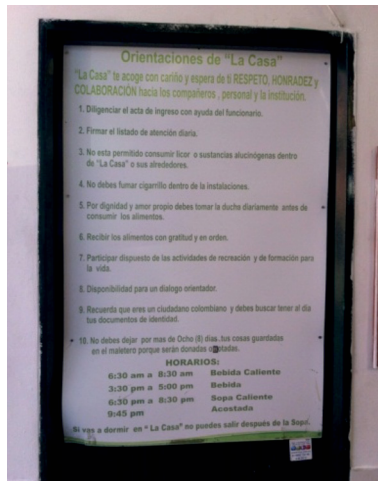 Orientaciones de “La Casa”
“La Casa” te acoge con cariño y espera de ti RESPETO, HONRADEZ y
COLABORACIÓN hacia los compañeros , personal y la institución.
1. Diligenciar el acta de ingreso con ayuda del funcionario.
2. Firmar el listado de atención diaria.
3. No esta permitido consumir licor o sustancias alucinógenas dentro
de “La Casa” o sus alrededores.
4. No debes fumar cigarrillo dentro de la instalaciones.
5. Por dignidad y amor propio debes tomar la ducha diariamente antes de
consumir los alimentos.
6. Recibir los alimentos con gratitud y en orden.
7. Participar dispuesto de las actividades de recreación y de formación para
la vida.
8. Disponibilidad para un dialogo orientador.
9. Recuerda que eres un ciudadano colombiano y debes buscar tener al día
tus documentos de identidad.
10. No debes dejar por mas de Ocho (8) días..tus cosas guardadas
en el maletero porque serán donadas
HORARIOS:
6:30 am a 8:30 am Bebida Caliente
3:30 pm a 5:00 pm Bebida
6:30 pm a 8:30 pm Sopa Caliente
9:45 pm Acostada
Si vas a dormir en “ La Casa” no puedes salir después de la Sopa.